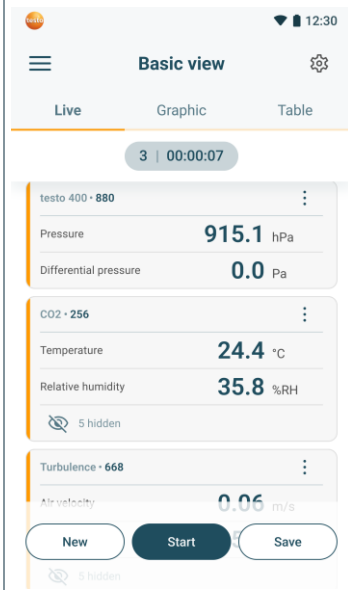 testo
12:30
Basic view
Live Graphic Table
3 | 00:00:07
testo 400 • 880
Pressure 915.1 hPa
Differential pressure 0.0 Pa
CO2 • 256
Temperature 24.4 °C
Relative humidity 35.8 %RH
5 hidden
Turbulence • 668
Air velocity 0.06 m/s
New Start Save
5 hidden